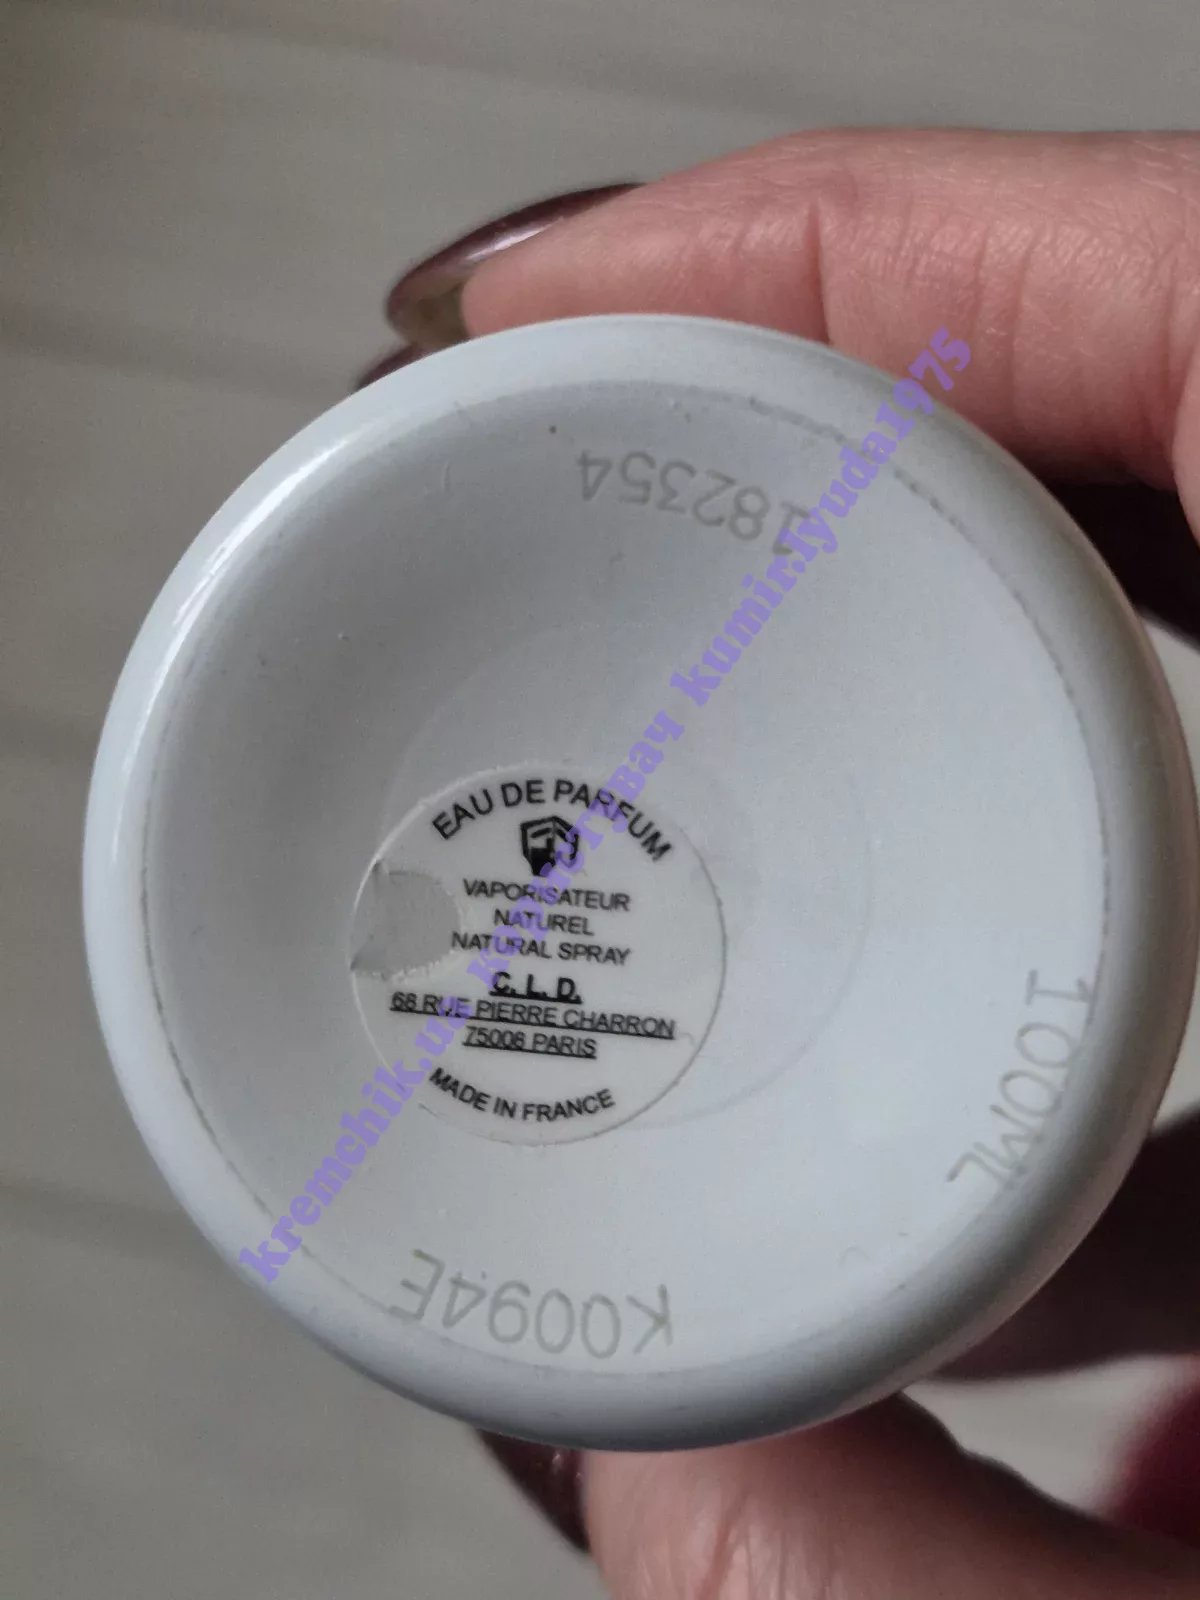 182354
EAU DE PARFUM
VAPORISATEUR
NATUREL
NATURAL SPRAY
C. L. D.
68 RUE PIERRE CHARRON
75008 PARIS
MADE IN FRANCE
100ML
K0094E
kremchik.ua користувач kumir.lyuda1975